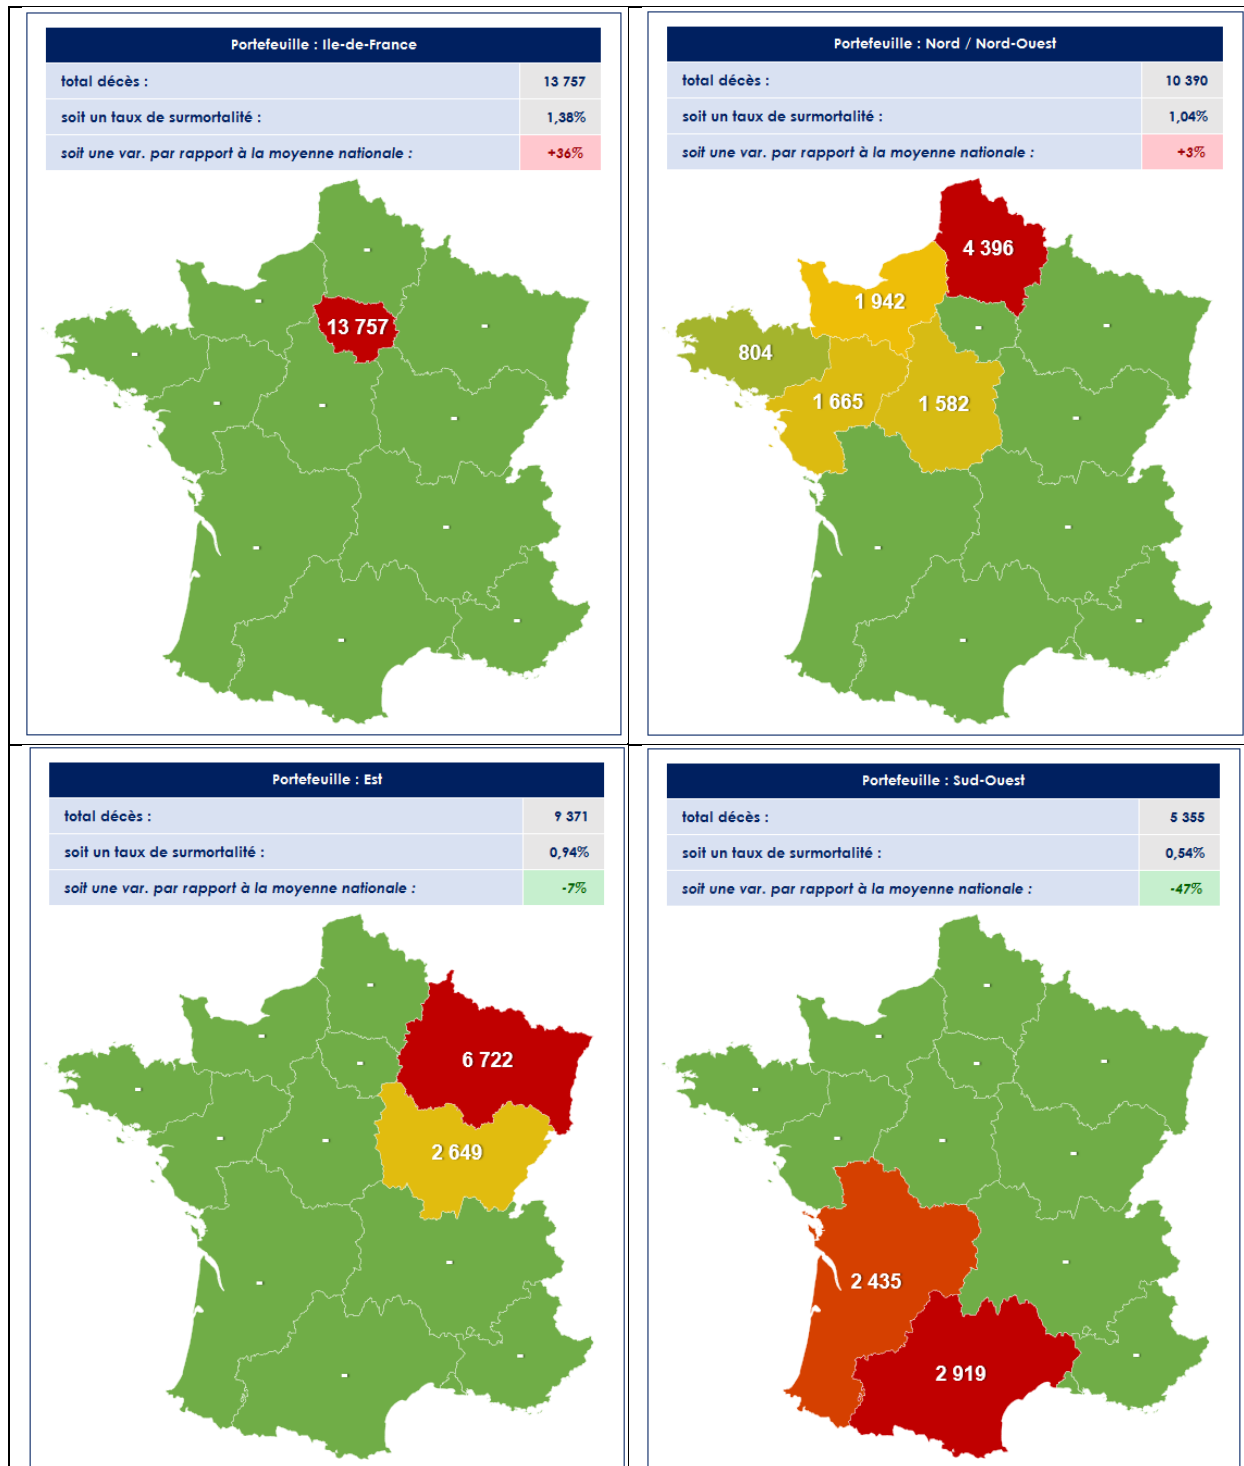 Portefeuille : Ile-de-France
total décès : 13 757
soit un taux de surmortalité : 1,38%
soit une var. par rapport à la moyenne nationale : +36%
13 757
Portefeuille : Nord / Nord-Ouest
total décès : 10 390
soit un taux de surmortalité : 1,04%
soit une var. par rapport à la moyenne nationale : +3%
4 396
1 942
804
1 665
1 582
Portefeuille : Est
total décès : 9 371
soit un taux de surmortalité : 0,94%
soit une var. par rapport à la moyenne nationale : -7%
6 722
2 649
Portefeuille : Sud-Ouest
total décès : 5 355
soit un taux de surmortalité : 0,54%
soit une var. par rapport à la moyenne nationale : -47%
2 435
2 919